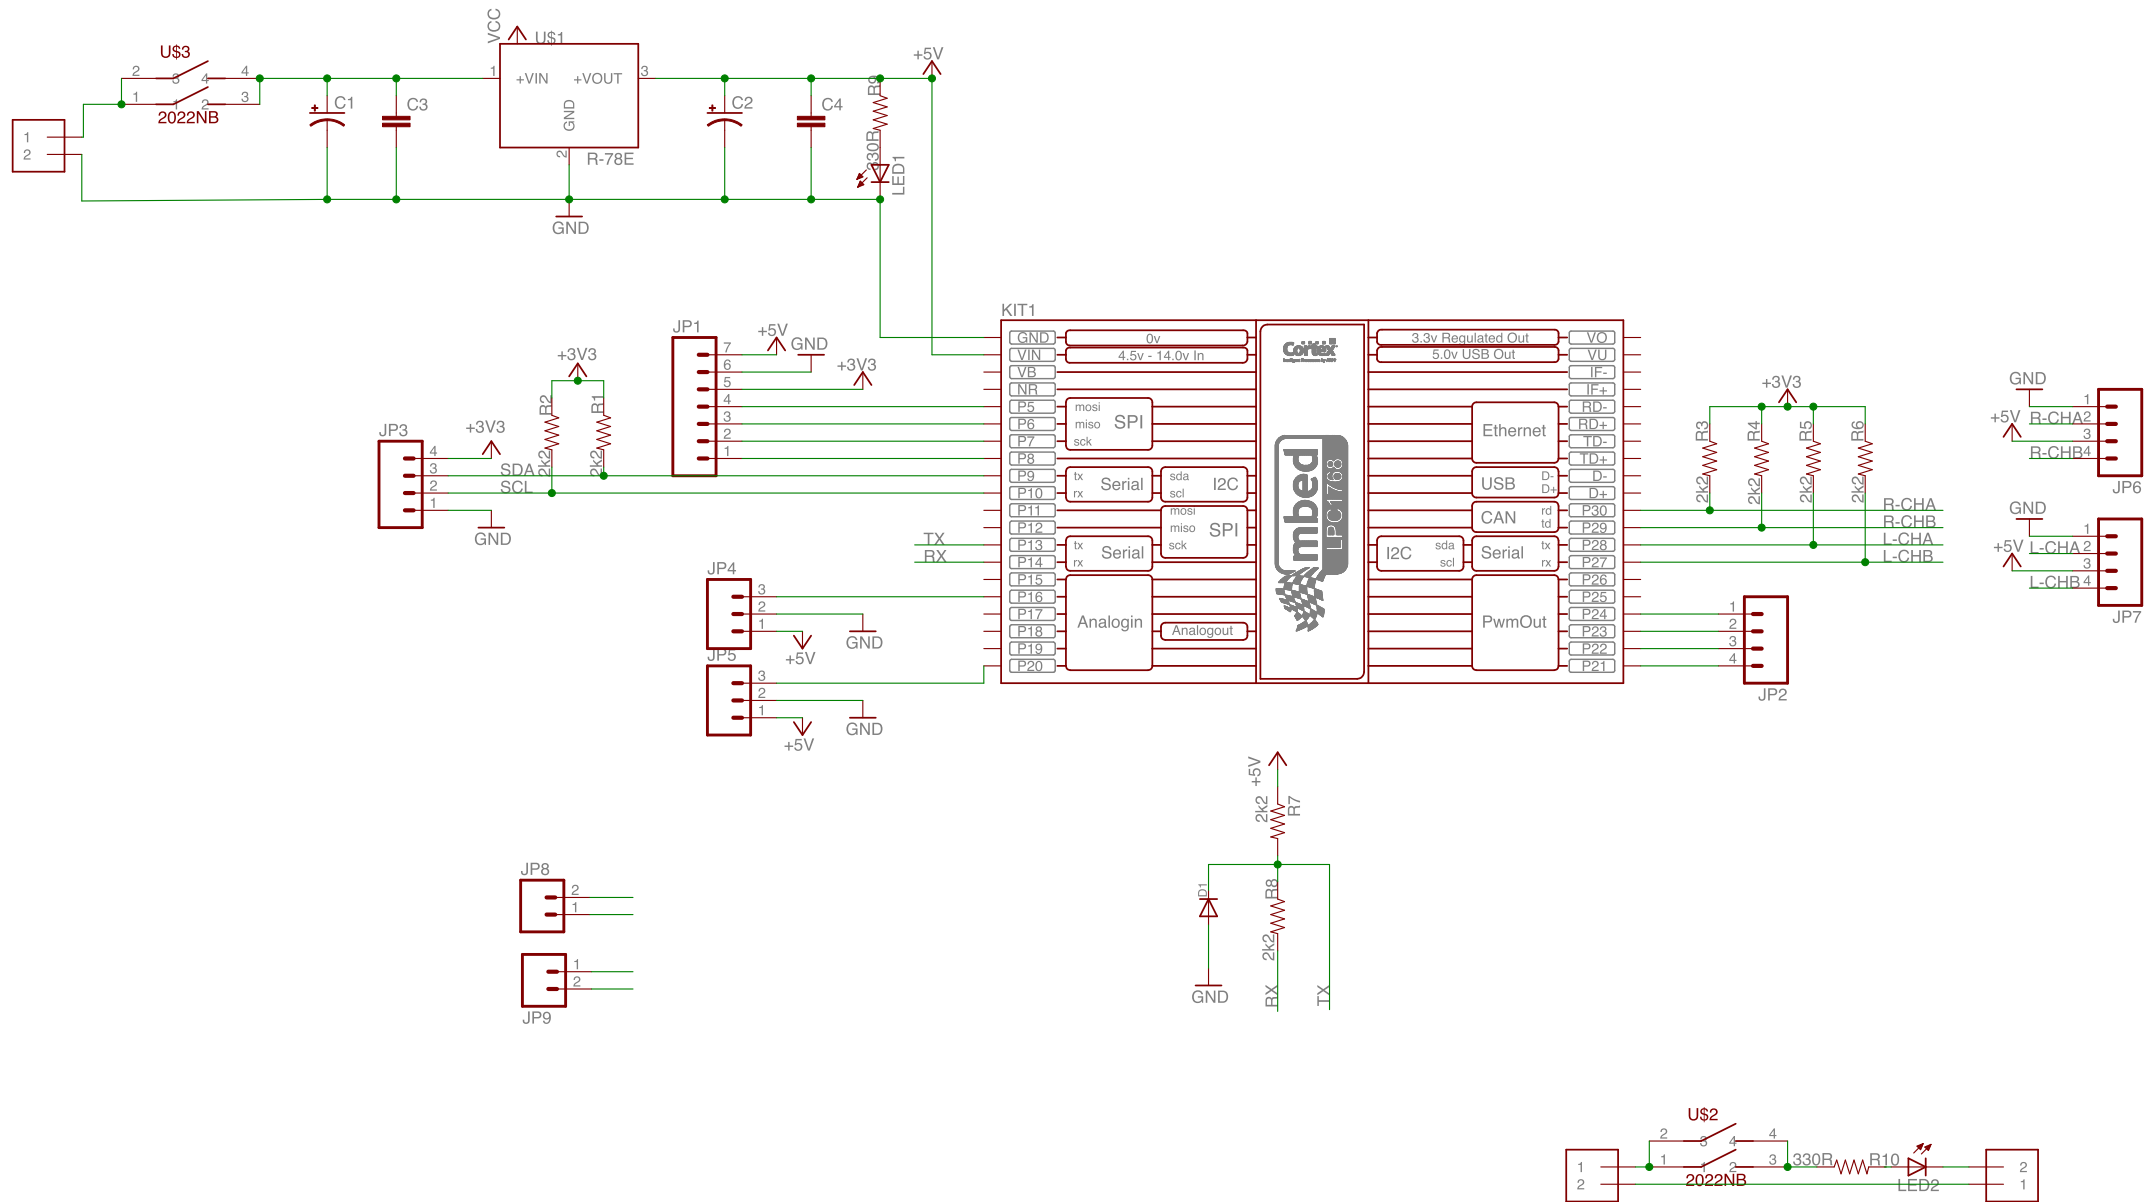 VCC
U$1
U$3
2 3 4 4
1 1 2 3
2022NB
1
2
C1
C3
1
+VIN
+VOUT
3
GND
2
R-78E
GND
C2
C4
R9
330R
LED1
+5V
KIT1
GND 0v
VIN 4.5v - 14.0v In
VB
NR
P5 mosi
P6 miso SPI
P7 sck
P8
P9 tx Serial sda I2C
P10 rx scl
P11 mosi
P12 miso SPI
P13 tx Serial sck
P14 rx
P15
P16
P17 Analogin
P18 Analogout
P19
P20
Cortex
mbed
LPC1768
3.3v Regulated Out VO
5.0v USB Out VU
IF-
IF+
RD-
Ethernet RD+
TD-
TD+
USB D- D-
D+ D+
CAN rd P30
td P29
I2C sda Serial tx P28
scl rx P27
P26
P25
PwmOut P24
P23
P22
P21
JP1
7 +5V
6 GND
5 +3V3
4
3
2
1
+3V3
R2
2k2
R1
2k2
JP3
4 +3V3
3 SDA
2 SCL
1
GND
TX
RX
JP4
3
2
1
GND
+5V
JP5
3
2
1
GND
+5V
+3V3
R3
2k2
R4
2k2
R5
2k2
R6
2k2
R-CHA
R-CHB
L-CHA
L-CHB
1
2
3
4
JP2
GND
1
R-CHA 2
+5V
3
R-CHB 4
JP6
GND
1
L-CHA 2
+5V
3
L-CHB 4
JP7
+5V
2k2
R7
D1
R8
2k2
GND
RX
TX
JP8
2
1
1
2
JP9
U$2
2 3 4 4
1 1 2 3
2022NB
1
2
330R
R10
LED2
2
1